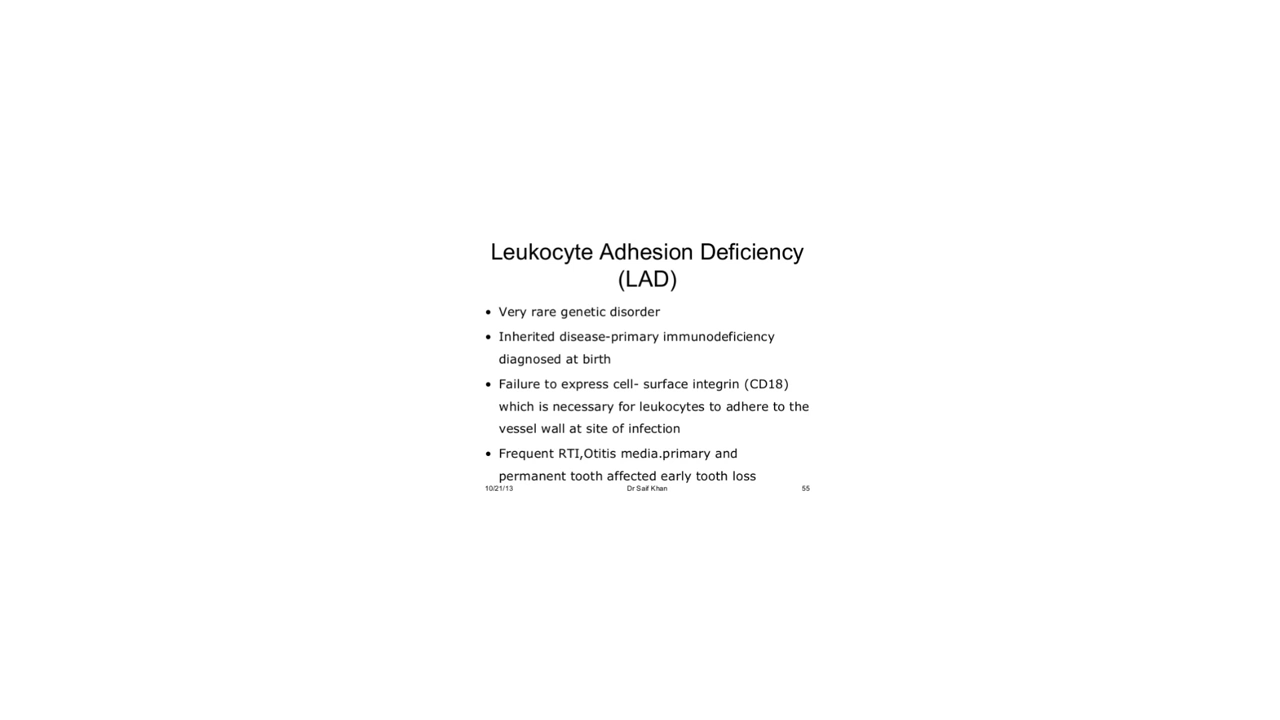 Leukocyte Adhesion Deficiency
(LAD)
• Very rare genetic disorder
• Inherited disease-primary immunodeficiency
diagnosed at birth
• Failure to express cell- surface integrin (CD18)
which is necessary for leukocytes to adhere to the
vessel wall at site of infection
• Frequent RTI,Otitis media.primary and
permanent tooth affected early tooth loss
10/21/13 Dr Saif Khan 55